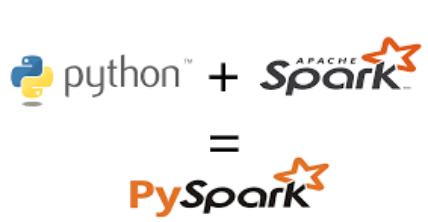 python™ + APACHE Spark™
=
PySpark